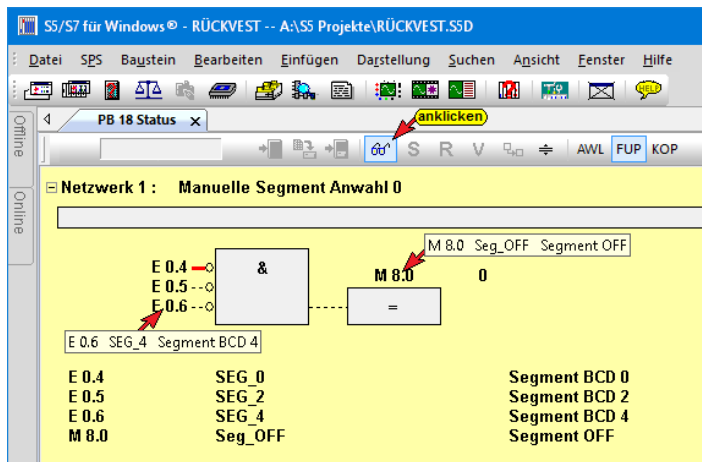 S5/S7 für Windows® - RÜCKVEST -- A:\S5 Projekte\RÜCKVEST.S5D
Datei SPS Baustein Bearbeiten Einfügen Darstellung Suchen Ansicht Fenster Hilfe
HELP
Offline
Online
PB 18 Status x
anklicken
S R V AWL FUP KOP
Netzwerk 1 : Manuelle Segment Anwahl 0
M 8.0 Seg_OFF Segment OFF
E 0.4 & M 8.0 0
E 0.5
E 0.6 =
E 0.6 SEG_4 Segment BCD 4
E 0.4 SEG_0 Segment BCD 0
E 0.5 SEG_2 Segment BCD 2
E 0.6 SEG_4 Segment BCD 4
M 8.0 Seg_OFF Segment OFF